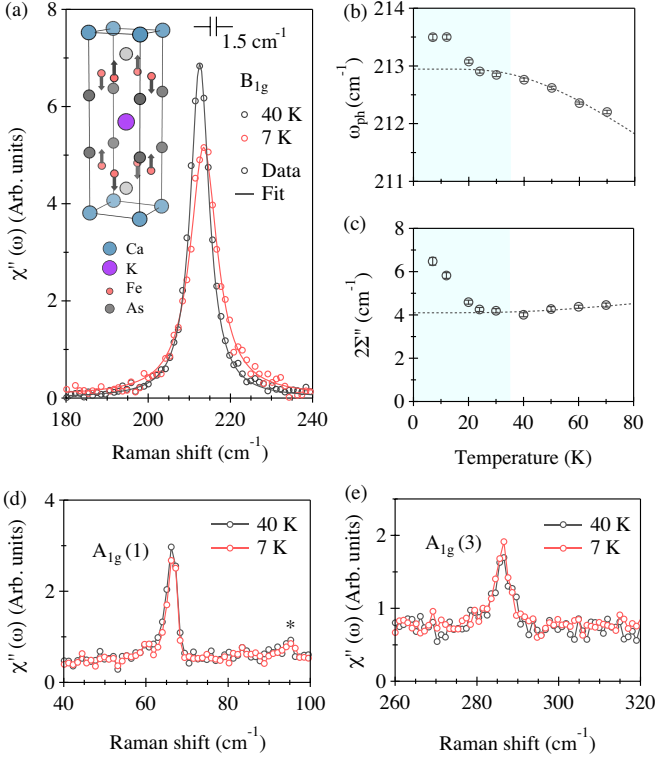 (a)
8
6
4
2
0
χ'' (ω) (Arb. units)
180
200
220
240
Raman shift (cm⁻¹)
1.5 cm⁻¹
B₁g
40 K
7 K
Data
Fit
Ca
K
Fe
As
(b)
214
213
212
211
ωph (cm⁻¹)
(c)
8
6
4
2
0
2Σ'' (cm⁻¹)
0
20
40
60
80
Temperature (K)
(d)
4
2
0
χ'' (ω) (Arb. units)
A₁g (1)
40 K
7 K
*
40
60
80
100
Raman shift (cm⁻¹)
(e)
2
1
χ'' (ω) (Arb. units)
A₁g (3)
40 K
7 K
260
280
300
320
Raman shift (cm⁻¹)